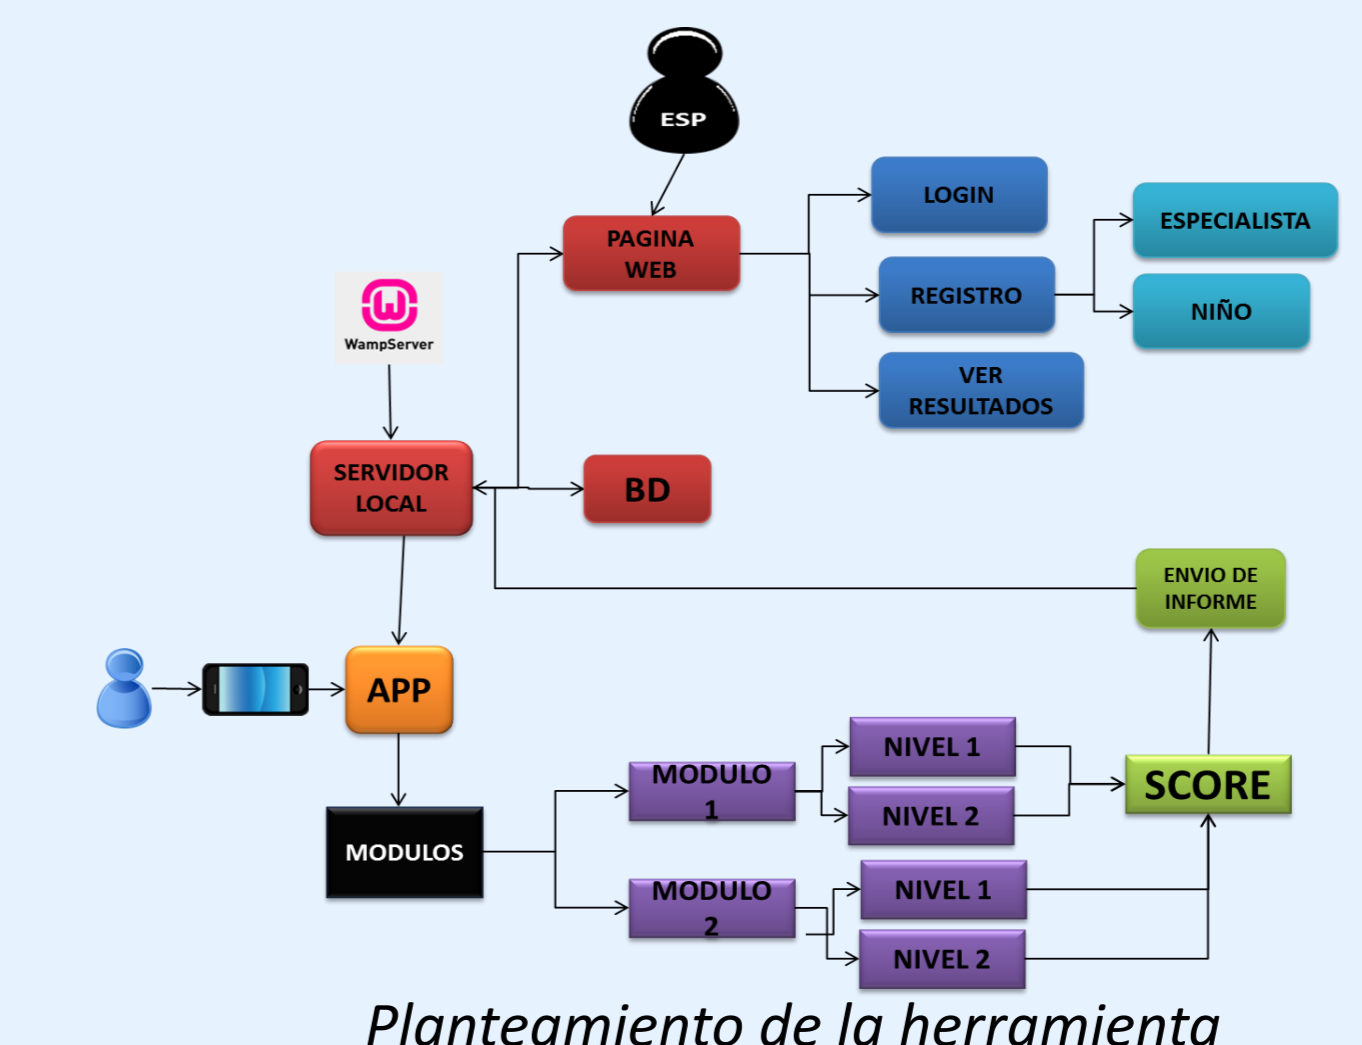 ESP
PAGINA
WEB
LOGIN
REGISTRO
VER
RESULTADOS
ESPECIALISTA
NIÑO
WampServer
SERVIDOR
LOCAL
BD
ENVIO DE
INFORME
APP
MODULOS
MODULO
1
NIVEL 1
NIVEL 2
SCORE
MODULO
2
NIVEL 1
NIVEL 2
Planteamiento de la herramienta